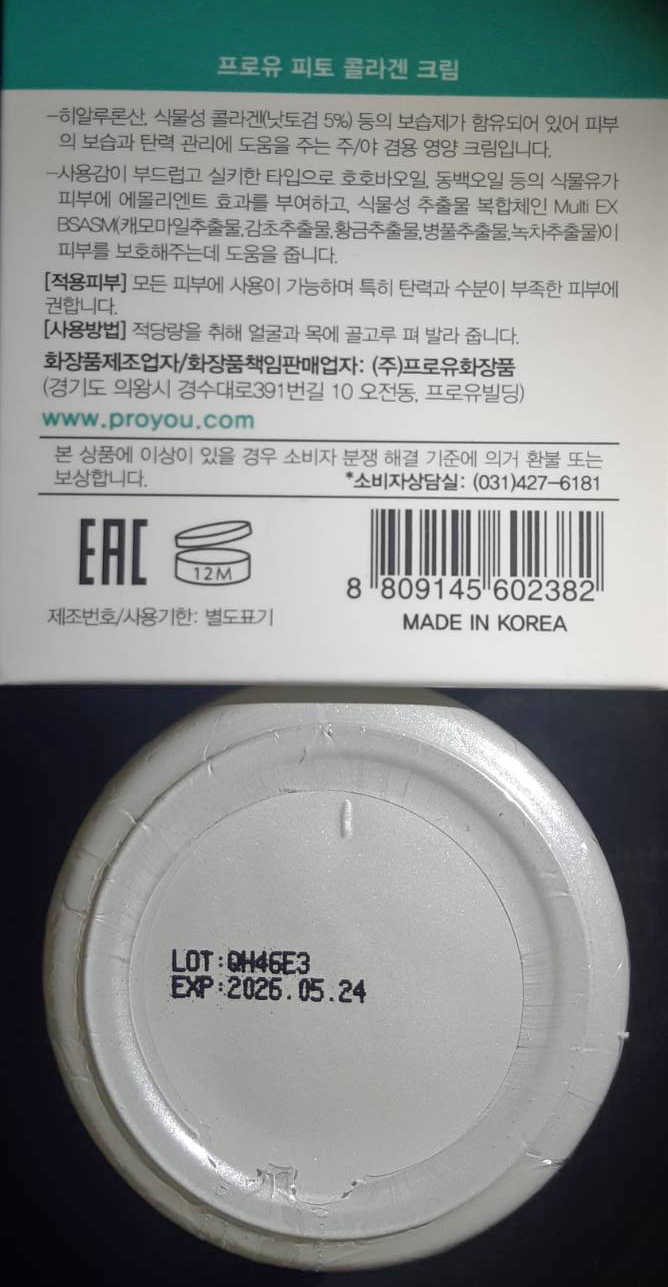 프로유 피토 콜라겐 크림
-히알루론산, 식물성 콜라겐(낫토검 5%) 등의 보습제가 함유되어 있어 피부
의 보습과 탄력 관리에 도움을 주는 주/야 겸용 영양 크림입니다.
-사용감이 부드럽고 실키한 타입으로 호호바오일, 동백오일 등의 식물유가
피부에 에몰리엔트 효과를 부여하고, 식물성 추출물 복합체인 Multi EX
BSASM(캐모마일추출물,감초추출물,황금추출물,병풀추출물,녹차추출물)이
피부를 보호해주는데 도움을 줍니다.
[적용피부] 모든 피부에 사용이 가능하며 특히 탄력과 수분이 부족한 피부에
권합니다.
[사용방법] 적당량을 취해 얼굴과 목에 골고루 펴 발라 줍니다.
화장품제조업자/화장품책임판매업자: (주)프로유화장품
(경기도 의왕시 경수대로391번길 10 오전동, 프로유빌딩)
www.proyou.com
본 상품에 이상이 있을 경우 소비자 분쟁 해결 기준에 의거 환불 또는
보상합니다. *소비자상담실: (031)427-6181
EAC 12M
8 809145 602382
제조번호/사용기한: 별도표기 MADE IN KOREA
LOT:QH46E3
EXP:2026.05.24